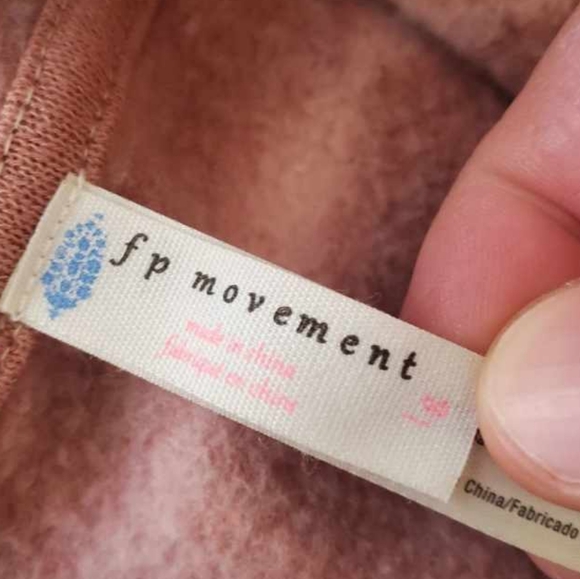 fp movement
made in china
fabriqué en chine
China/Fabricado